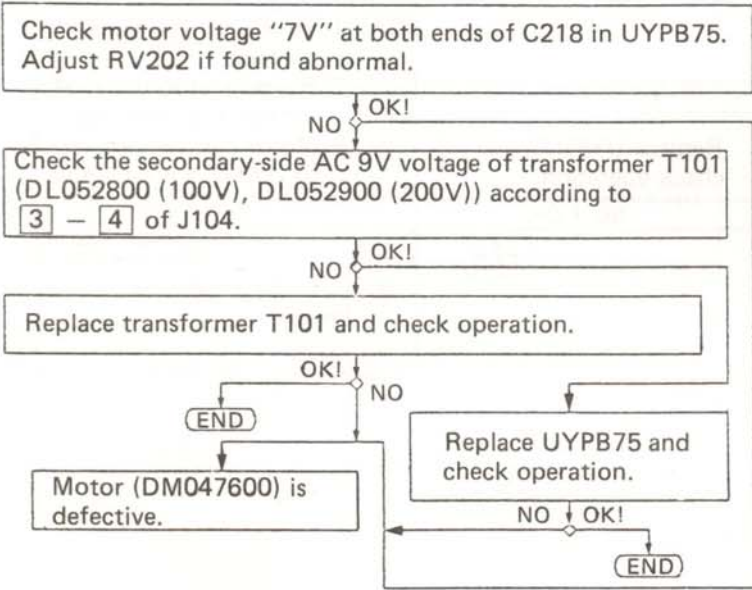 Check motor voltage “7V” at both ends of C218 in UYPB75.
Adjust RV202 if found abnormal.
OK!
NO
Check the secondary-side AC 9V voltage of transformer T101
(DL052800 (100V), DL052900 (200V)) according to
3 – 4 of J104.
OK!
NO
Replace transformer T101 and check operation.
OK!
NO
END
Replace UYPB75 and
check operation.
Motor (DM047600) is
defective.
NO OK!
END